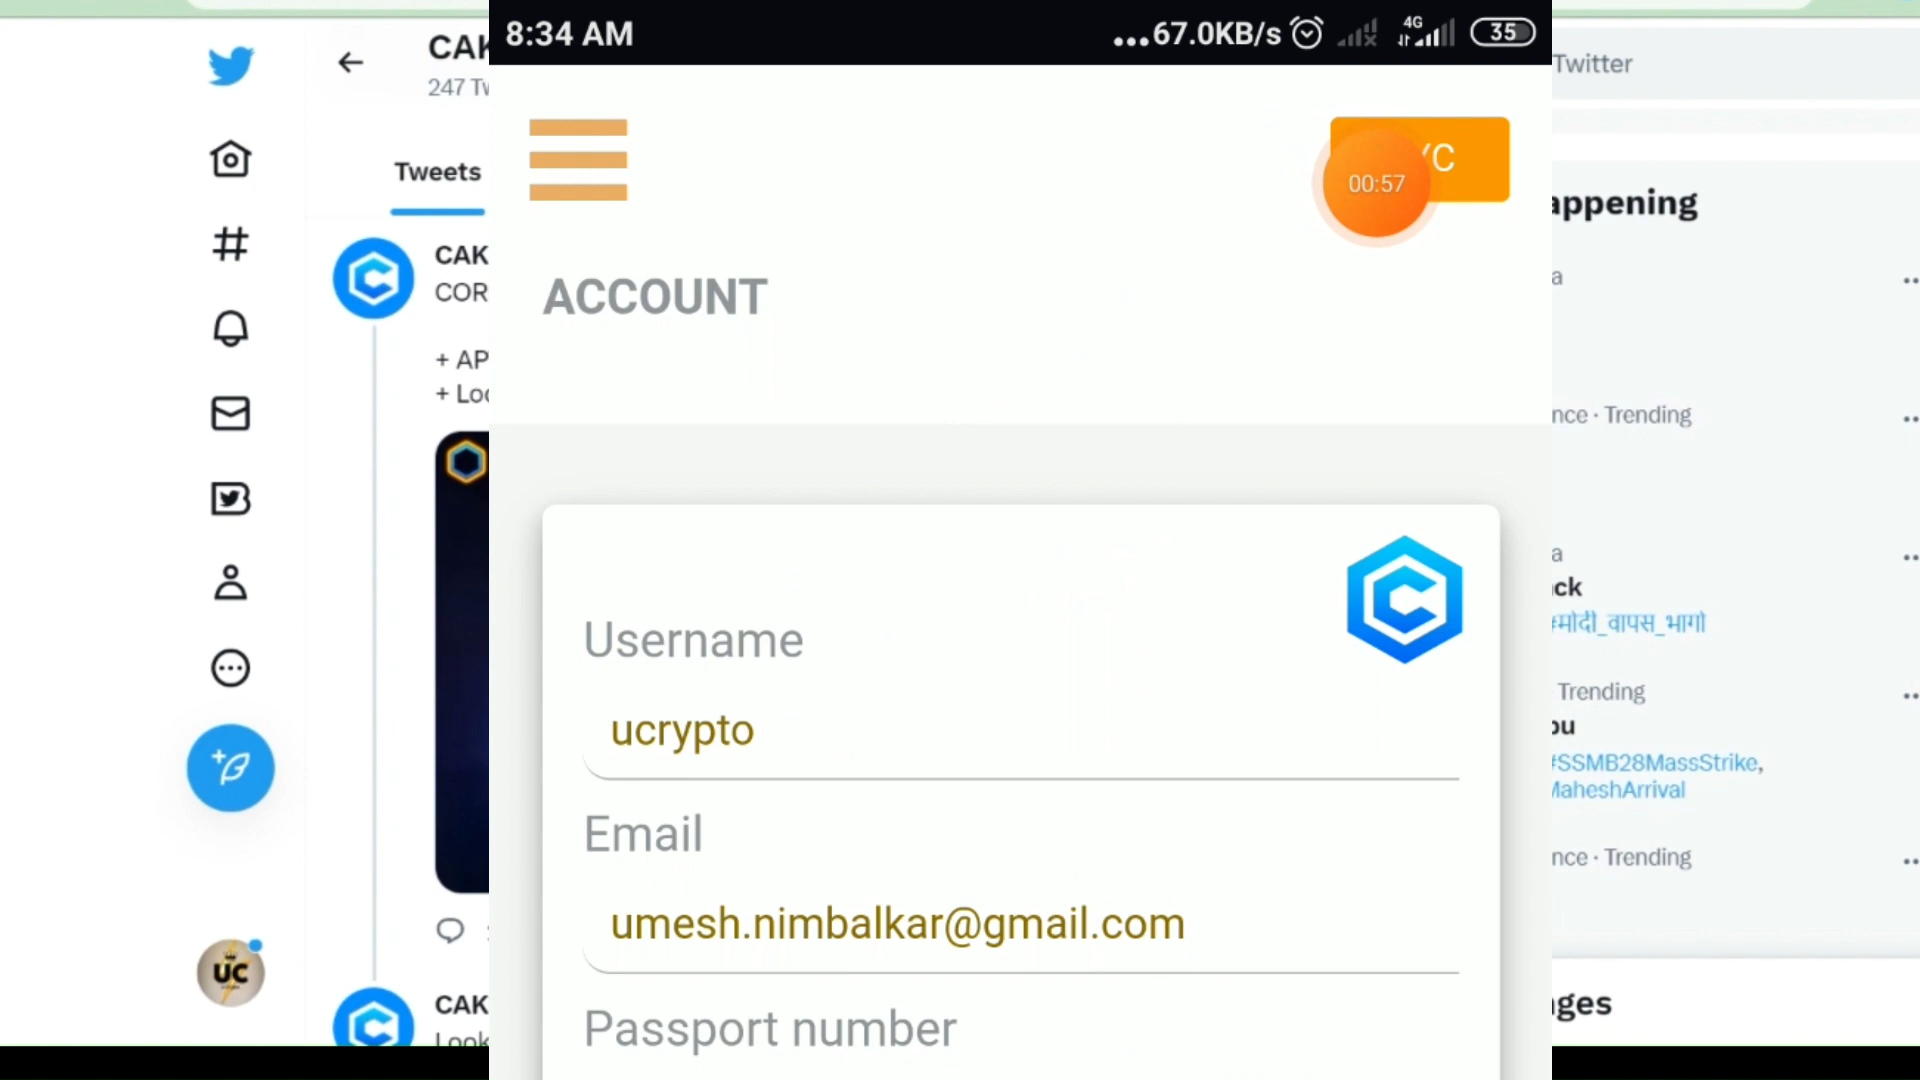 8:34 AM
...67.0KB/s
4G
35
CAK
247 Tw
Twitter
Tweets
00:57
ACCOUNT
CAK
COR
+ AP
+ Loc
Username
ucrypto
Email
umesh.nimbalkar@gmail.com
Passport number
UC
CAK
Look
appening
nce · Trending
ck
#मोदी_वापस_भागो
Trending
#SSMB28MassStrike,
MaheshArrival
nce · Trending
ges